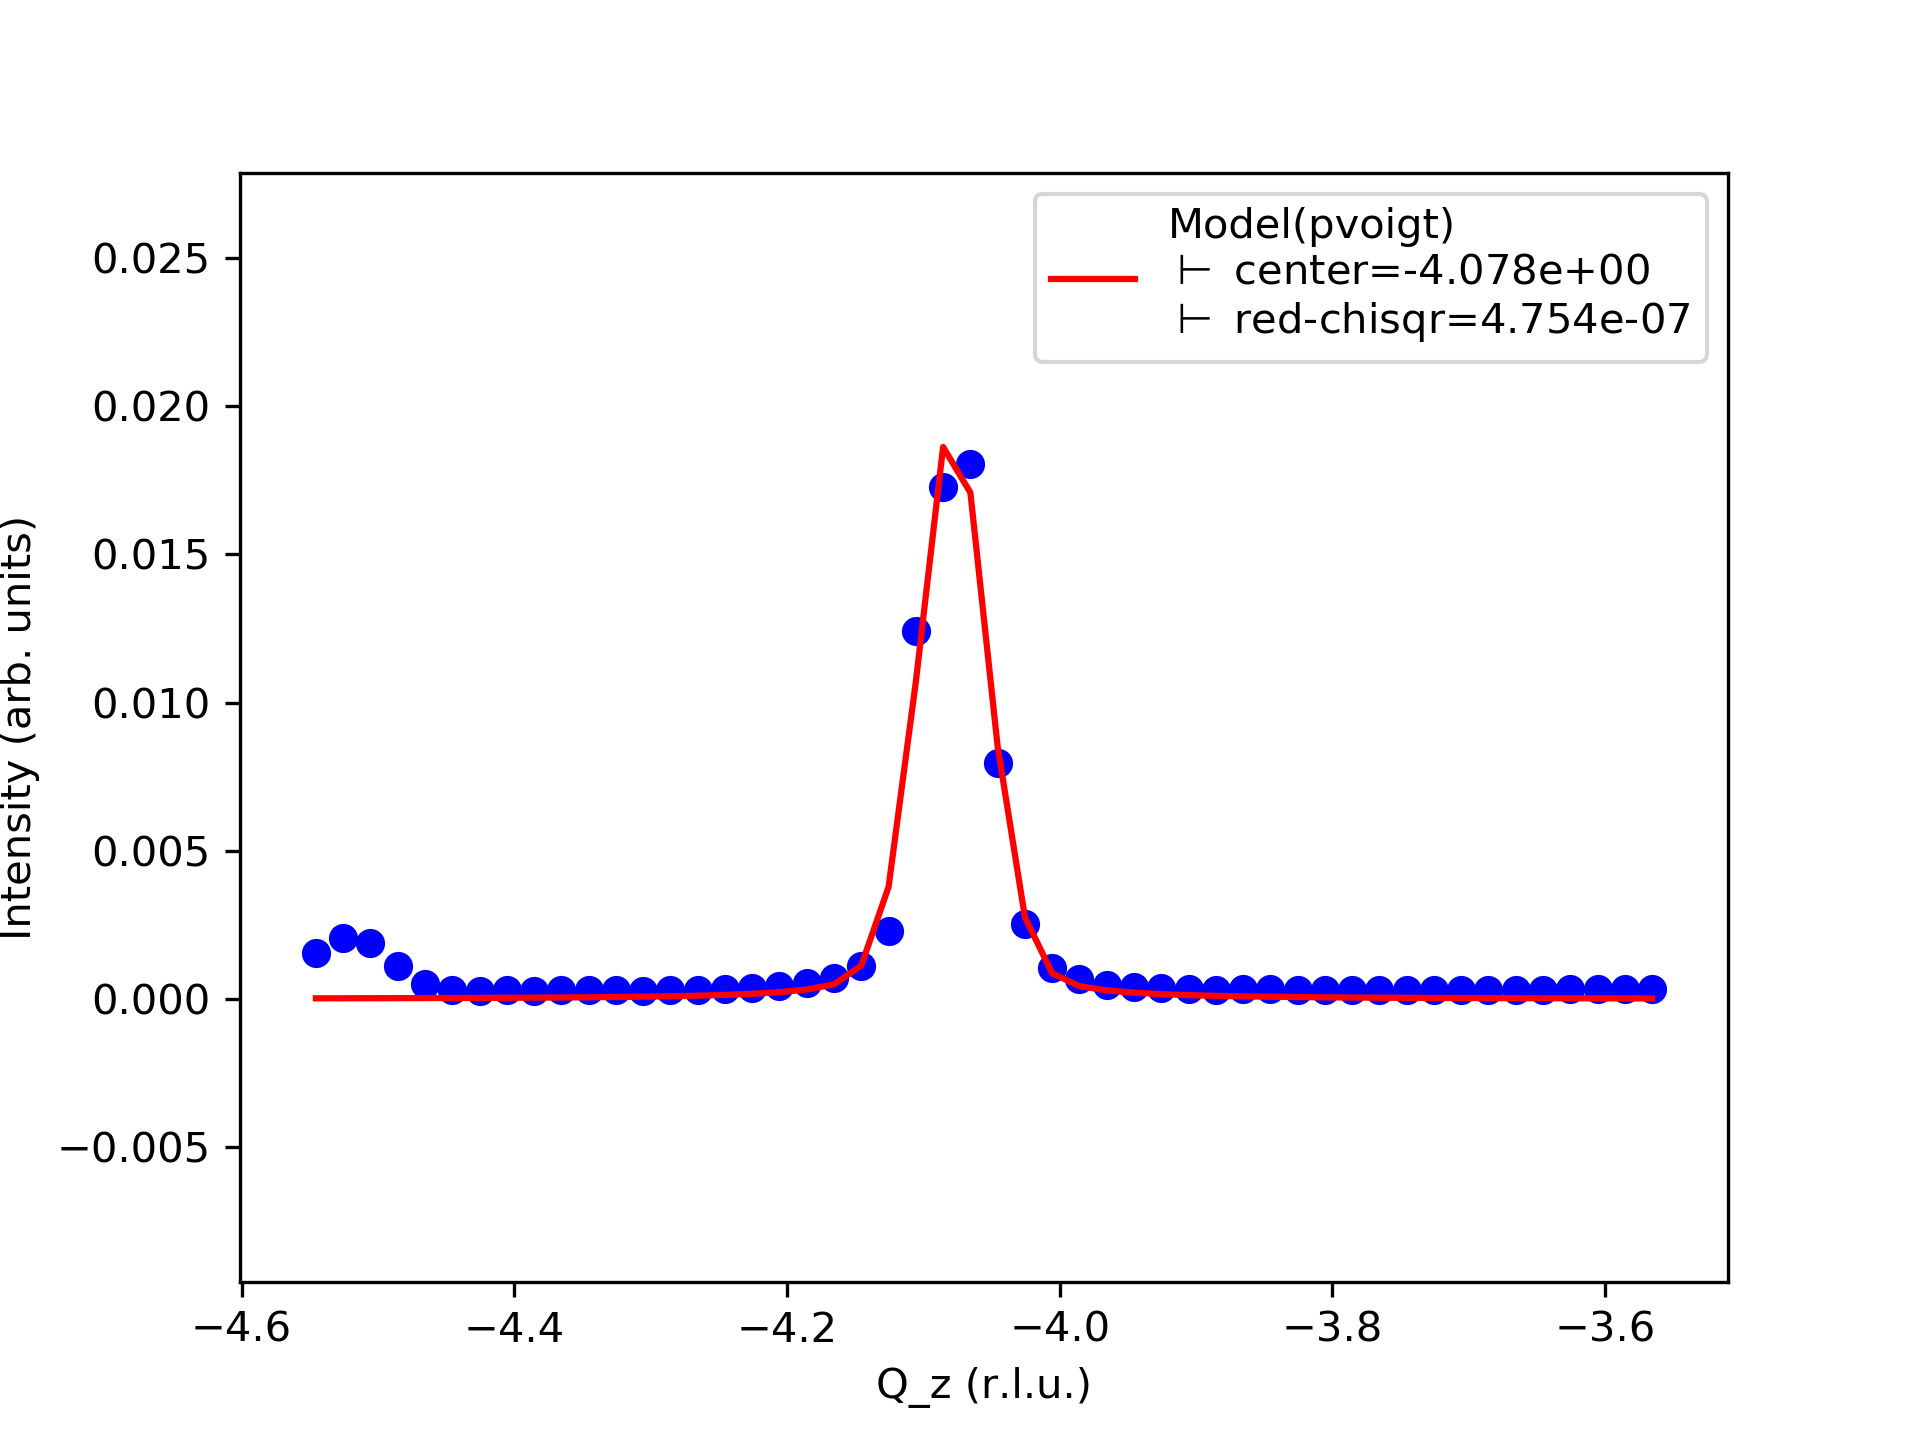 Model(pvoigt)
⊢ center=-4.078e+00
⊢ red-chisqr=4.754e-07
0.025
0.020
0.015
0.010
0.005
0.000
−0.005
Intensity (arb. units)
−4.6 −4.4 −4.2 −4.0 −3.8 −3.6
Q_z (r.l.u.)